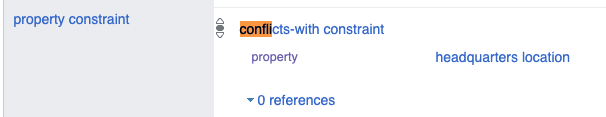 property constraint
conflicts-with constraint
property headquarters location
0 references